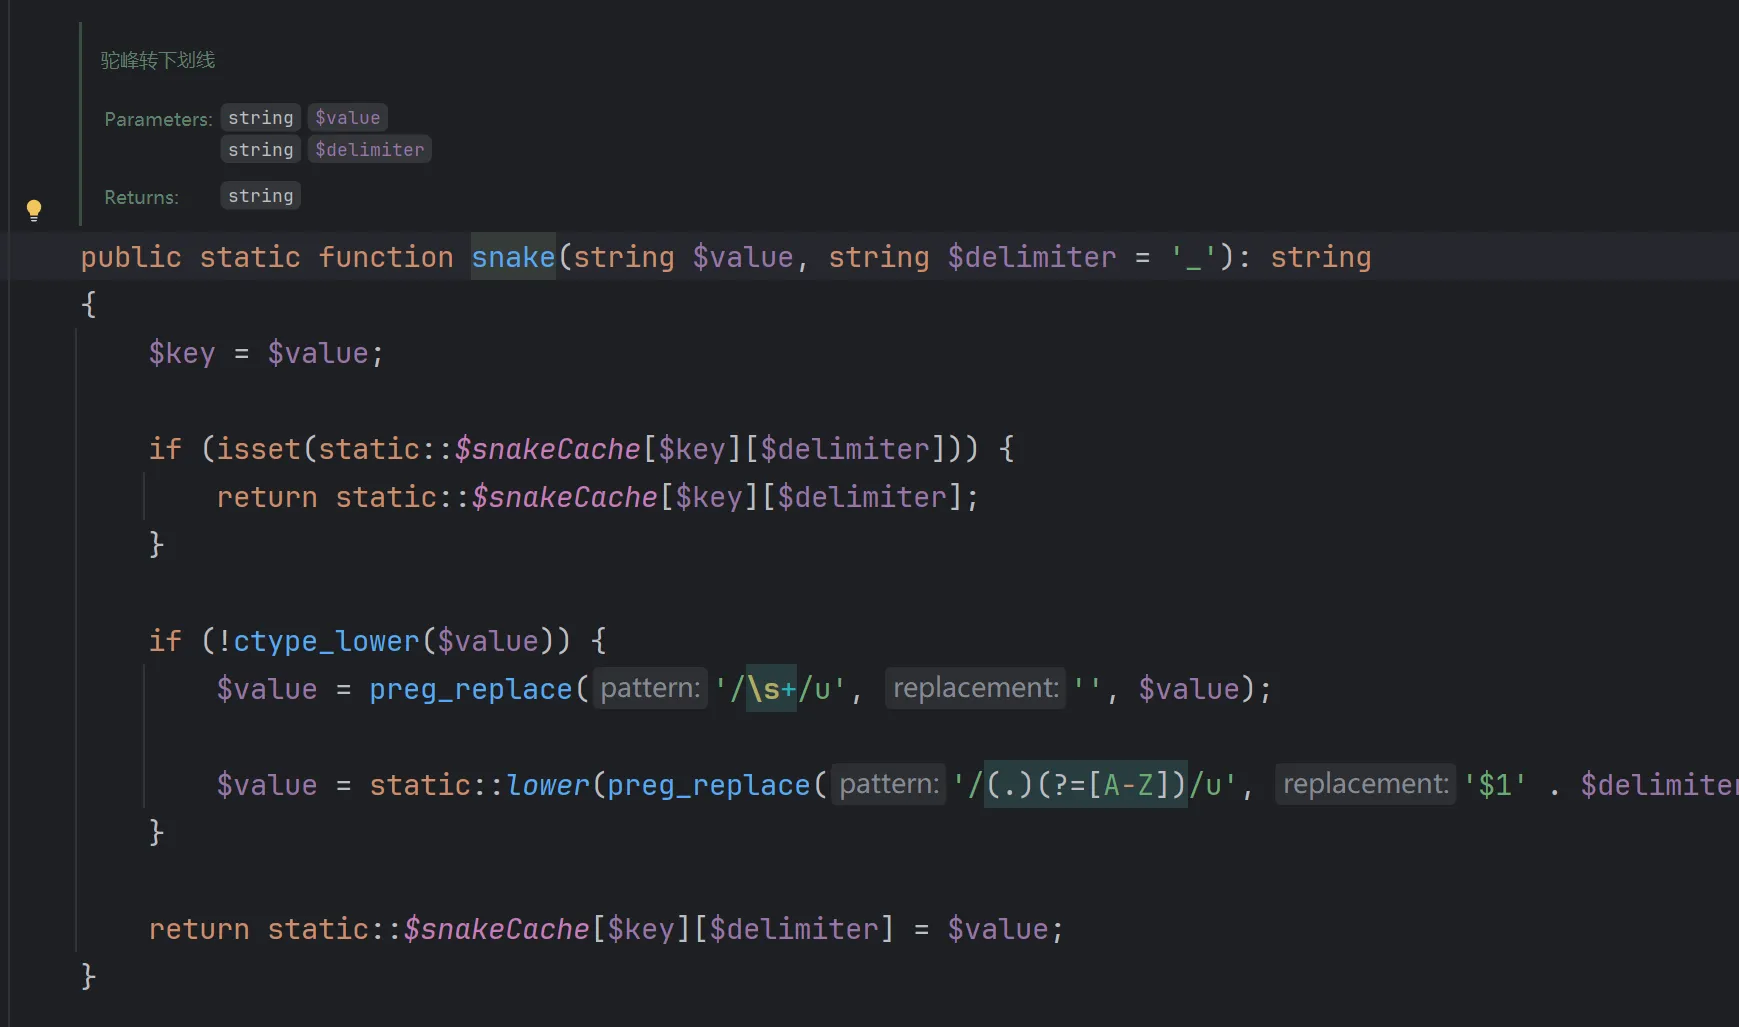 驼峰转下划线
Parameters: string $value
string $delimiter
Returns: string
public static function snake(string $value, string $delimiter = '_'): string
{
$key = $value;
if (isset(static::$snakeCache[$key][$delimiter])) {
return static::$snakeCache[$key][$delimiter];
}
if (!ctype_lower($value)) {
$value = preg_replace( pattern: '/\s+/u', replacement: '', $value);
$value = static::lower(preg_replace( pattern: '/(.)(?=[A-Z])/u', replacement: '$1' . $delimiter
}
return static::$snakeCache[$key][$delimiter] = $value;
}